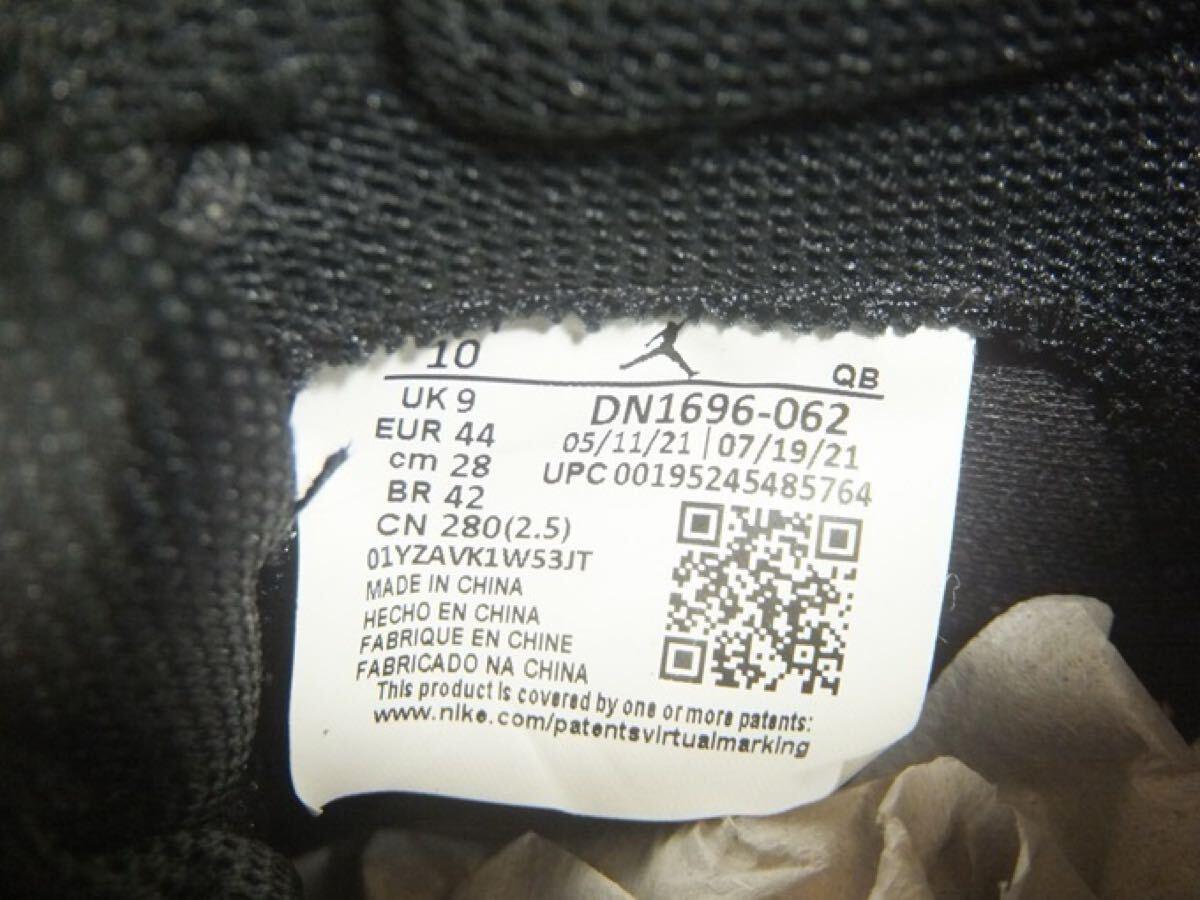 10
QB
UK 9
EUR 44
cm 28
BR 42
CN 280(2.5)
DN1696-062
05/11/21 | 07/19/21
UPC 00195245485764
01YZAVK1W53JT
MADE IN CHINA
HECHO EN CHINA
FABRIQUE EN CHINE
FABRICADO NA CHINA
This product is covered by one or more patents:
www.nike.com/patentsvirtualmarking